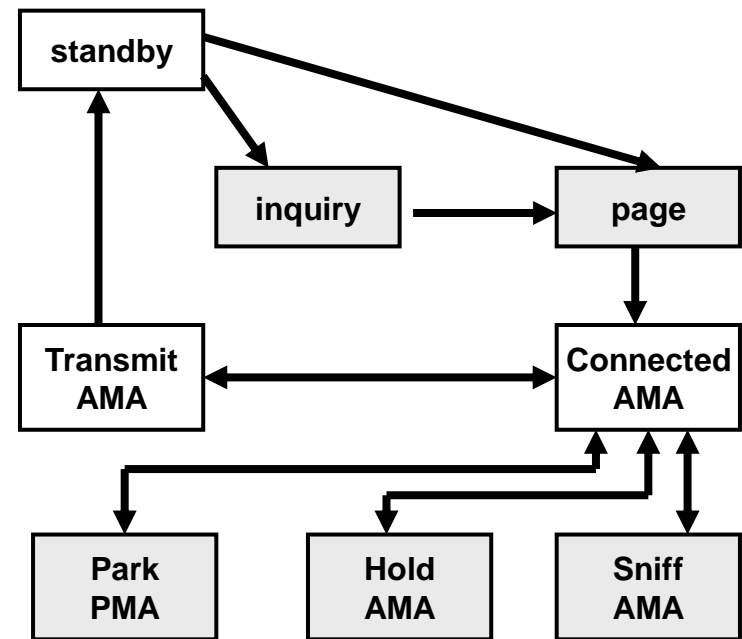 standby
inquiry
page
Transmit
AMA
Connected
AMA
Park
PMA
Hold
AMA
Sniff
AMA